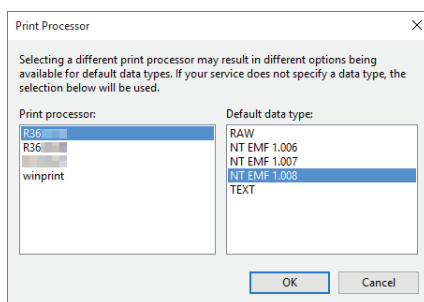 Print Processor
Selecting a different print processor may result in different options being
available for default data types. If your service does not specify a data type, the
selection below will be used.
Print processor:
Default data type:
R36
R36
winprint
RAW
NT EMF 1.006
NT EMF 1.007
NT EMF 1.008
TEXT
OK
Cancel